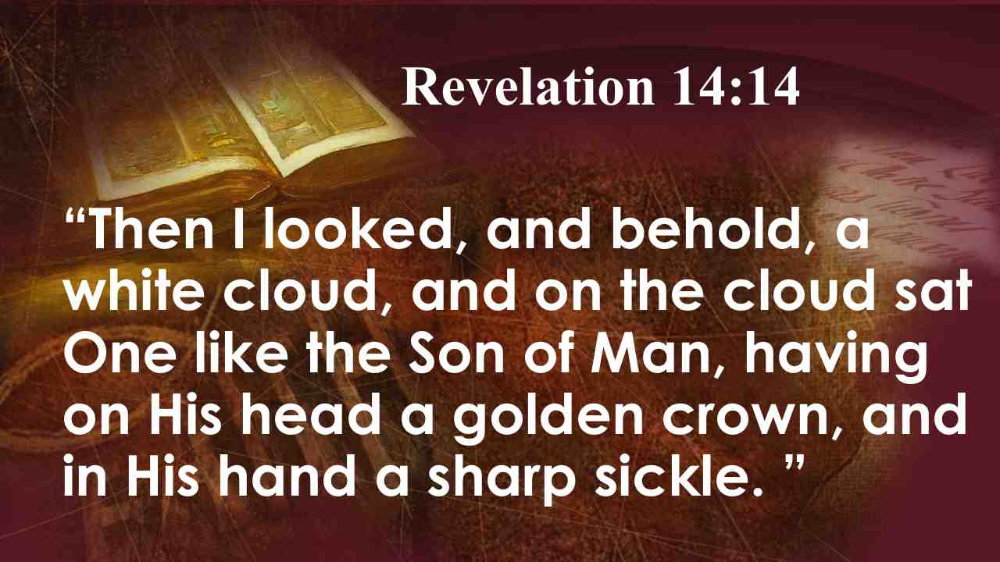 Revelation 14:14
“Then I looked, and behold, a
white cloud, and on the cloud sat
One like the Son of Man, having
on His head a golden crown, and
in His hand a sharp sickle. ”